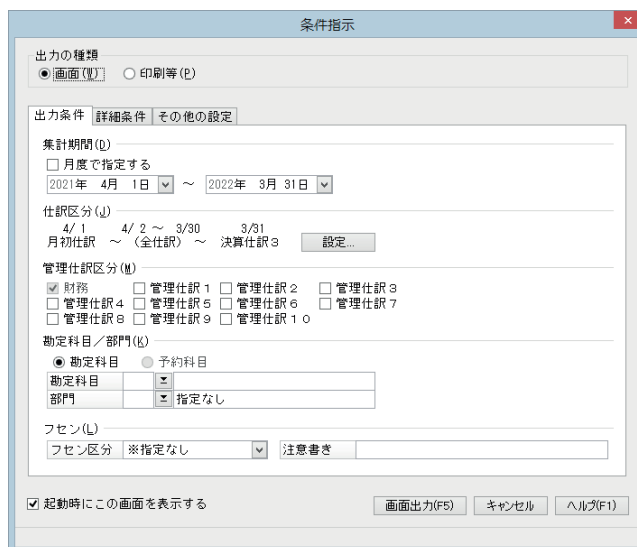 条件指示
出力の種類
画面(W) 印刷等(P)
出力条件 詳細条件 その他の設定
集計期間(D)
月度で指定する
2021年 4月 1日 ～ 2022年 3月 31日
仕訳区分(J)
4/ 1 4/ 2 ～ 3/30 3/31
月初仕訳 ～ (全仕訳) ～ 決算仕訳３ 設定...
管理仕訳区分(M)
財務 管理仕訳１ 管理仕訳２ 管理仕訳３
管理仕訳４ 管理仕訳５ 管理仕訳６ 管理仕訳７
管理仕訳８ 管理仕訳９ 管理仕訳１０
勘定科目／部門(K)
勘定科目 予約科目
勘定科目
部門 指定なし
フセン(L)
フセン区分 ※指定なし 注意書き
起動時にこの画面を表示する 画面出力(F5) キャンセル ヘルプ(F1)